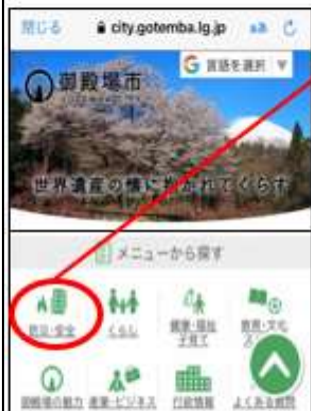 閉じる city.gotemba.lg.jp ぁあ
御殿場市
G 言語を選択 ▼
世界遺産の懐に抱かれてくらす
メニューから探す
防災・安全 くらし 健康・福祉 子育て 教育・文化
御殿場の魅力 産業・ビジネス 行政情報 よくある質問